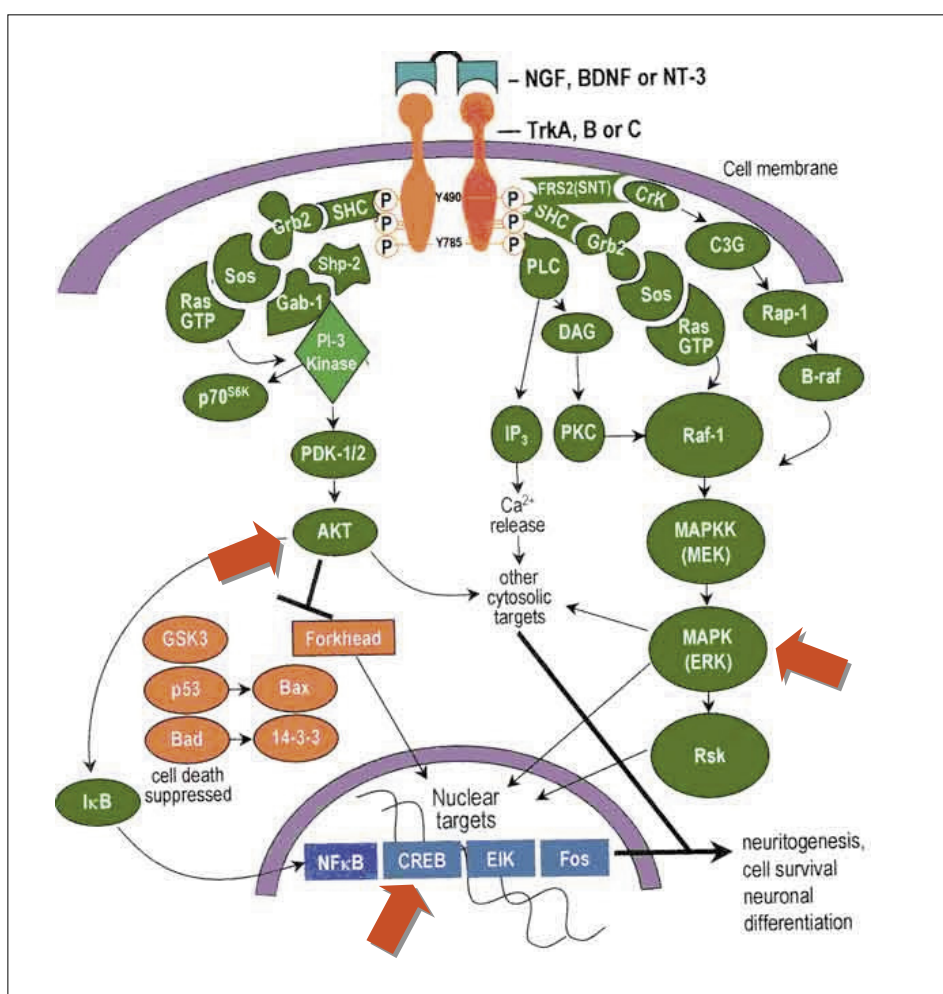 NGF, BDNF or NT-3
TrkA, B or C
Cell membrane
P
Y490
P
FRS2(SNT)
CrK
SHC
Grb2
P
P
SHC
Grb2
C3G
P
Y785
P
Shp-2
PLC
Sos
Gab-1
Sos
Ras
GTP
Ras
GTP
Rap-1
DAG
PI-3
Kinase
B-raf
p70S6K
IP3
PKC
Raf-1
PDK-1/2
Ca2+
release
AKT
MAPKK
(MEK)
other
cytosolic
targets
GSK3
Forkhead
MAPK
(ERK)
p53
Bax
Bad
14-3-3
cell death
suppressed
Rsk
IκB
Nuclear
targets
NFκB
CREB
ElK
Fos
neuritogenesis,
cell survival
neuronal
differentiation